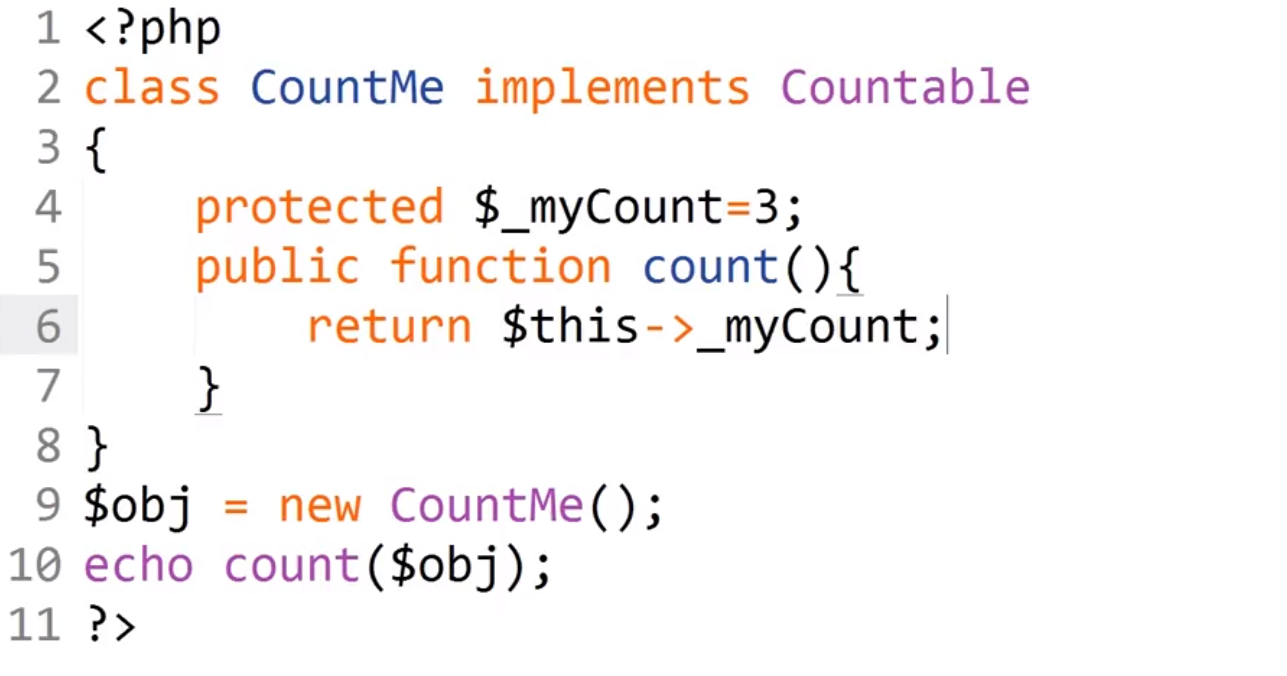 1 <?php
2 class CountMe implements Countable
3 {
4     protected $_myCount=3;
5     public function count(){
6         return $this->_myCount;
7     }
8 }
9 $obj = new CountMe();
10 echo count($obj);
11 ?>